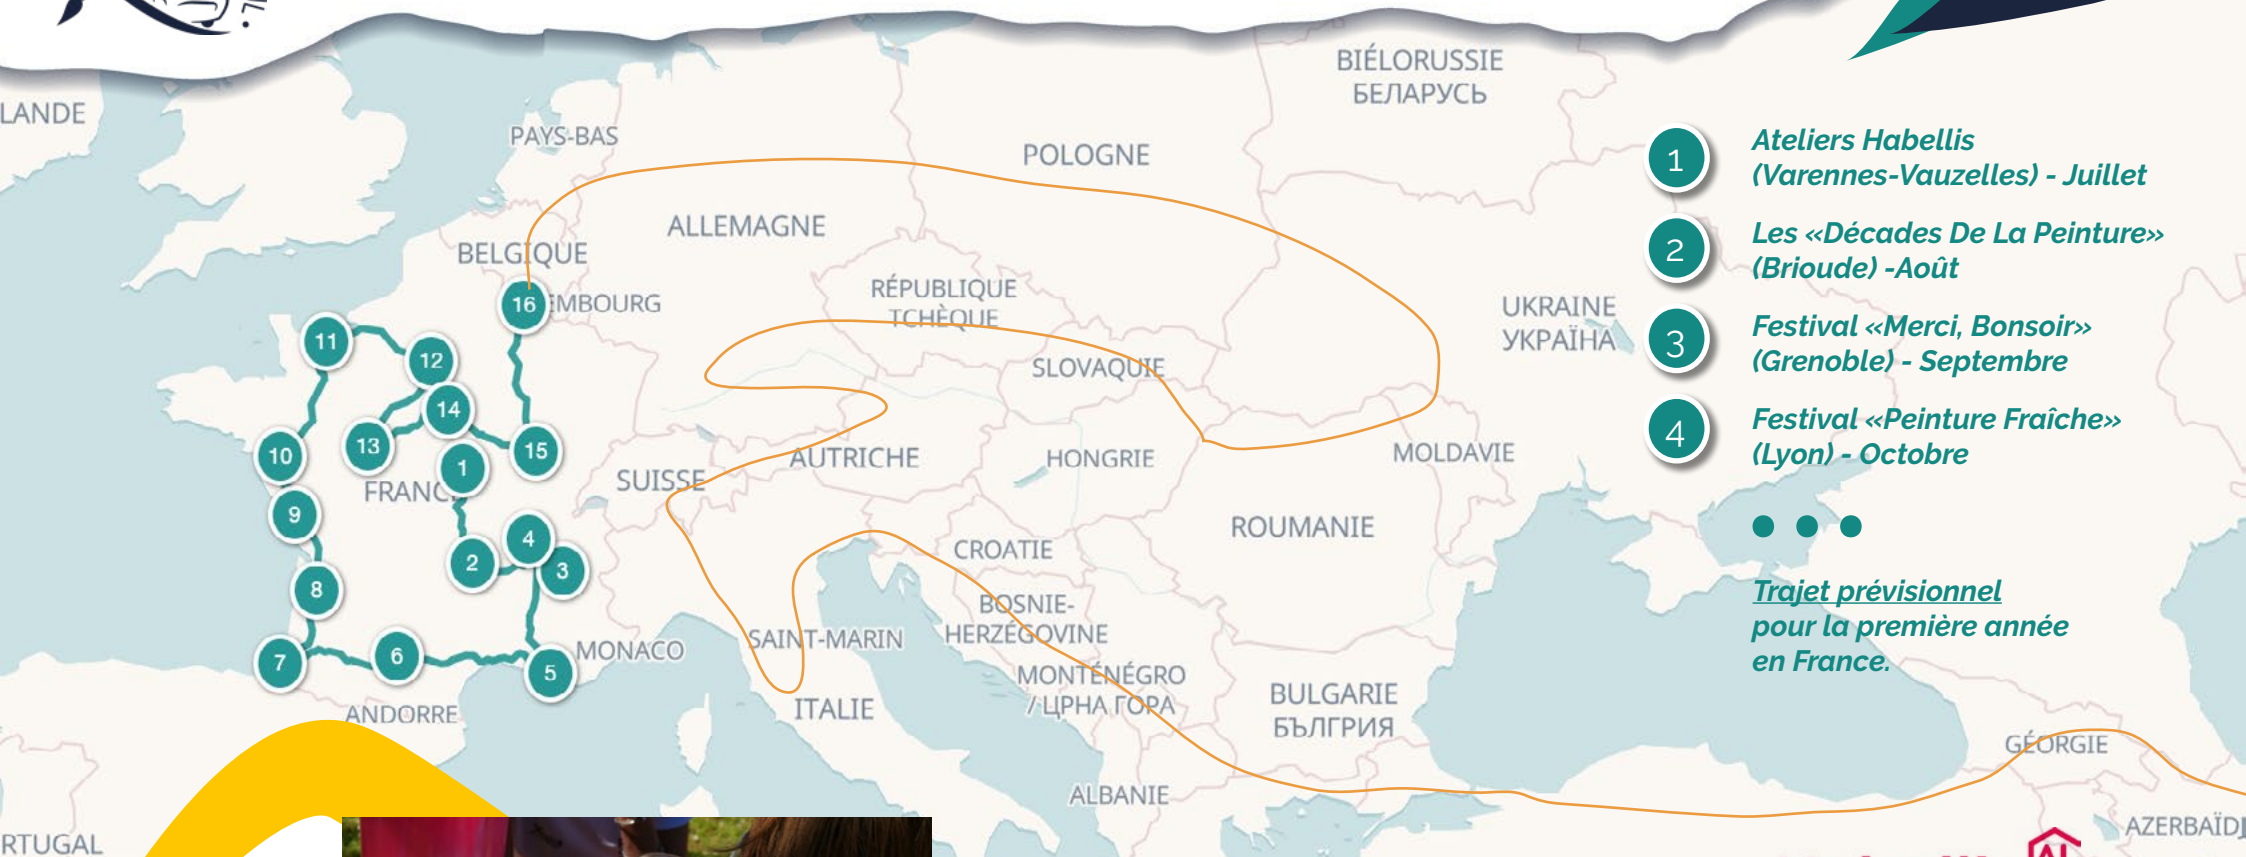 BIÉLORUSSIE
БЕЛАРУСЬ
LANDE
PAYS-BAS
POLOGNE
ALLEMAGNE
BELGIQUE
RÉPUBLIQUE
TCHÈQUE
16
EMBOURG
UKRAINE
УКРАЇНА
11
12
SLOVAQUIE
14
13
10
15
1
AUTRICHE
HONGRIE
MOLDAVIE
SUISSE
FRANC
9
ROUMANIE
4
2
3
CROATIE
8
BOSNIE-
HERZÉGOVINE
SAINT-MARIN
MONACO
7
6
5
MONTÉNÉGRO
/ ЦРНА ГОРА
ITALIE
BULGARIE
БЪЛГРИЯ
ANDORRE
GÉORGIE
ALBANIE
AZERBAÏDJ
RTUGAL
1
Ateliers Habellis
(Varennes-Vauzelles) - Juillet
2
Les «Décades De La Peinture»
(Brioude) -Août
3
Festival «Merci, Bonsoir»
(Grenoble) - Septembre
4
Festival «Peinture Fraîche»
(Lyon) - Octobre
Trajet prévisionnel
pour la première année
en France.